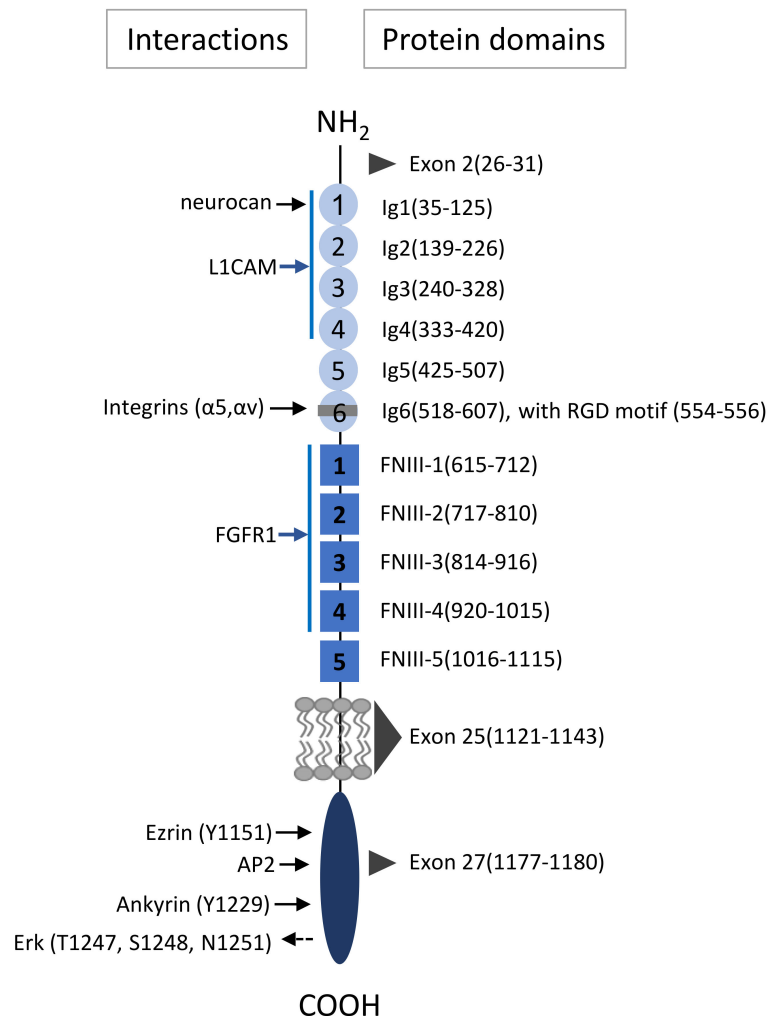 Interactions
Protein domains
NH2
Exon 2(26-31)
neurocan
1
Ig1(35-125)
2
Ig2(139-226)
L1CAM
3
Ig3(240-328)
4
Ig4(333-420)
5
Ig5(425-507)
Integrins (α5,αv)
6
Ig6(518-607), with RGD motif (554-556)
1
FNIII-1(615-712)
2
FNIII-2(717-810)
FGFR1
3
FNIII-3(814-916)
4
FNIII-4(920-1015)
5
FNIII-5(1016-1115)
Exon 25(1121-1143)
Ezrin (Y1151)
AP2
Exon 27(1177-1180)
Ankyrin (Y1229)
Erk (T1247, S1248, N1251)
COOH